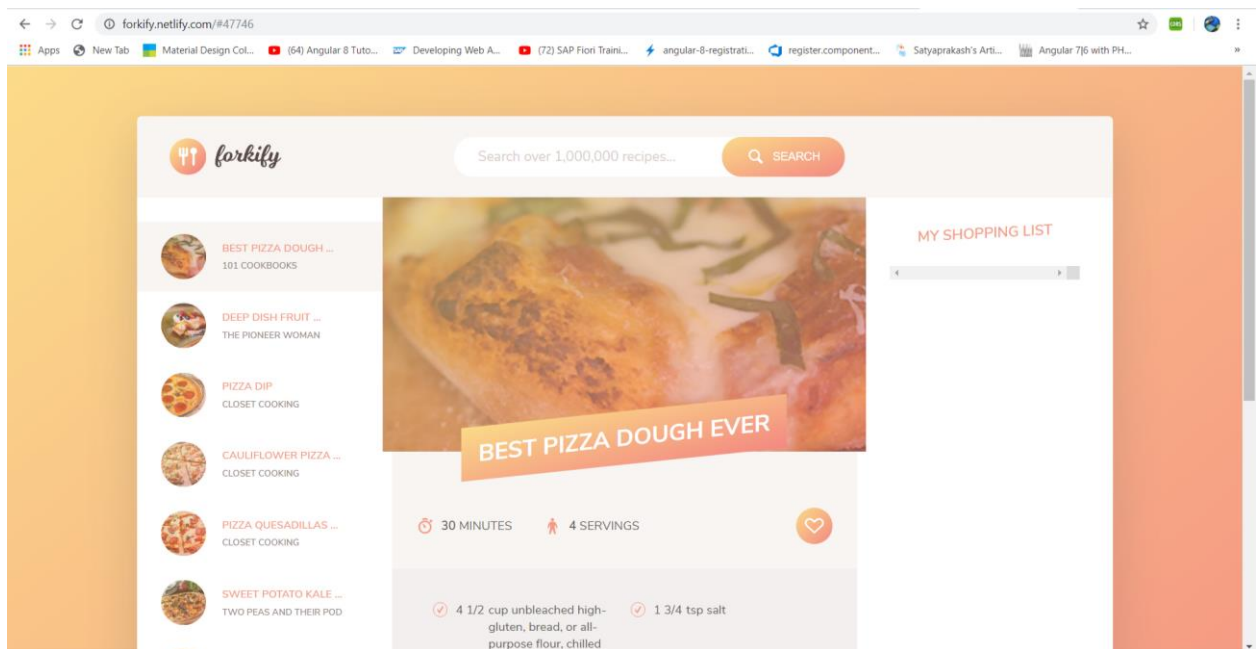 forkify.netlify.com/#47746
Apps New Tab Material Design Col... (64) Angular 8 Tuto... Developing Web A... (72) SAP Fiori Traini... angular-8-registrati... register.component... Satyaprakash's Arti... Angular 7|6 with PH... »
forkify
Search over 1,000,000 recipes...
SEARCH
BEST PIZZA DOUGH ...
101 COOKBOOKS
DEEP DISH FRUIT ...
THE PIONEER WOMAN
PIZZA DIP
CLOSET COOKING
CAULIFLOWER PIZZA ...
CLOSET COOKING
PIZZA QUESADILLAS ...
CLOSET COOKING
SWEET POTATO KALE ...
TWO PEAS AND THEIR POD
BEST PIZZA DOUGH EVER
30 MINUTES
4 SERVINGS
4 1/2 cup unbleached high-
gluten, bread, or all-
purpose flour, chilled
1 3/4 tsp salt
MY SHOPPING LIST